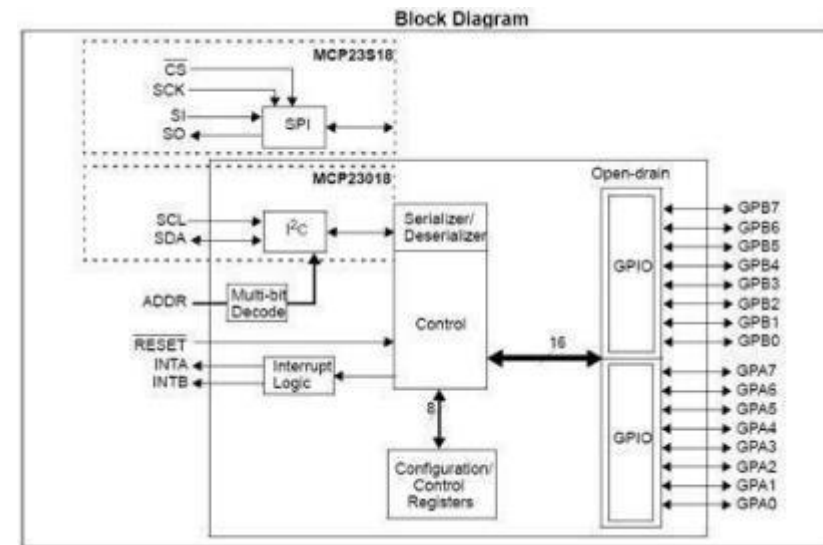 Block Diagram
MCP23S18
CS
SCK
SI
SO
SPI
MCP23018
SCL
SDA
I²C
ADDR
Multi-bit
Decode
RESET
INTA
INTB
Interrupt
Logic
Serializer/
Deserializer
Control
8
Configuration/
Control
Registers
16
Open-drain
GPIO
GPB7
GPB6
GPB5
GPB4
GPB3
GPB2
GPB1
GPB0
GPIO
GPA7
GPA6
GPA5
GPA4
GPA3
GPA2
GPA1
GPA0